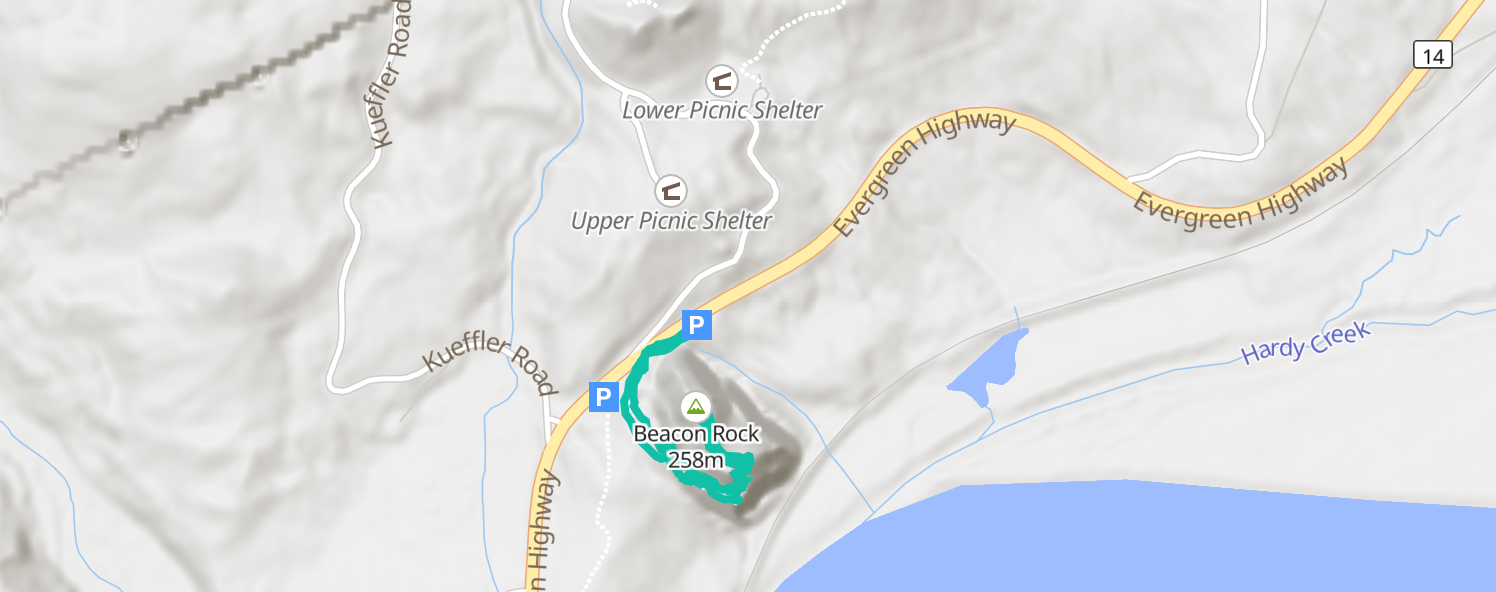 Kueffler Road
14
Lower Picnic Shelter
Evergreen Highway
Upper Picnic Shelter
Evergreen Highway
P
Kueffler Road
Hardy Creek
P
Beacon Rock
258m
n Highway